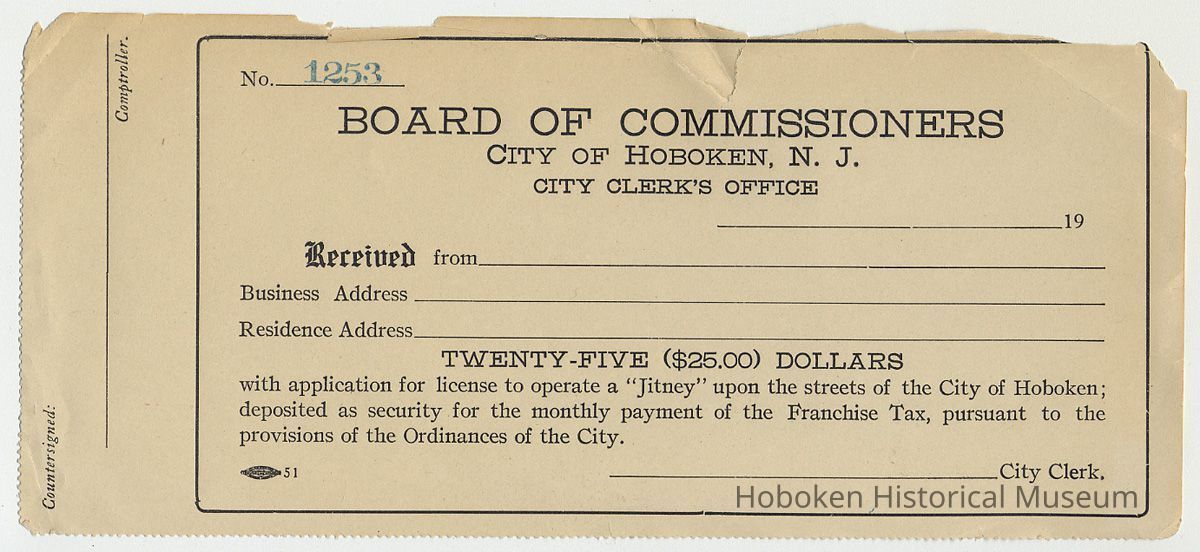 Countersigned:
Comptroller.
No. 1253
BOARD OF COMMISSIONERS
CITY OF HOBOKEN, N. J.
CITY CLERK'S OFFICE
19
Received from
Business Address
Residence Address
TWENTY-FIVE ($25.00) DOLLARS
with application for license to operate a "Jitney" upon the streets of the City of Hoboken;
deposited as security for the monthly payment of the Franchise Tax, pursuant to the
provisions of the Ordinances of the City.
51
City Clerk.
Hoboken Historical Museum